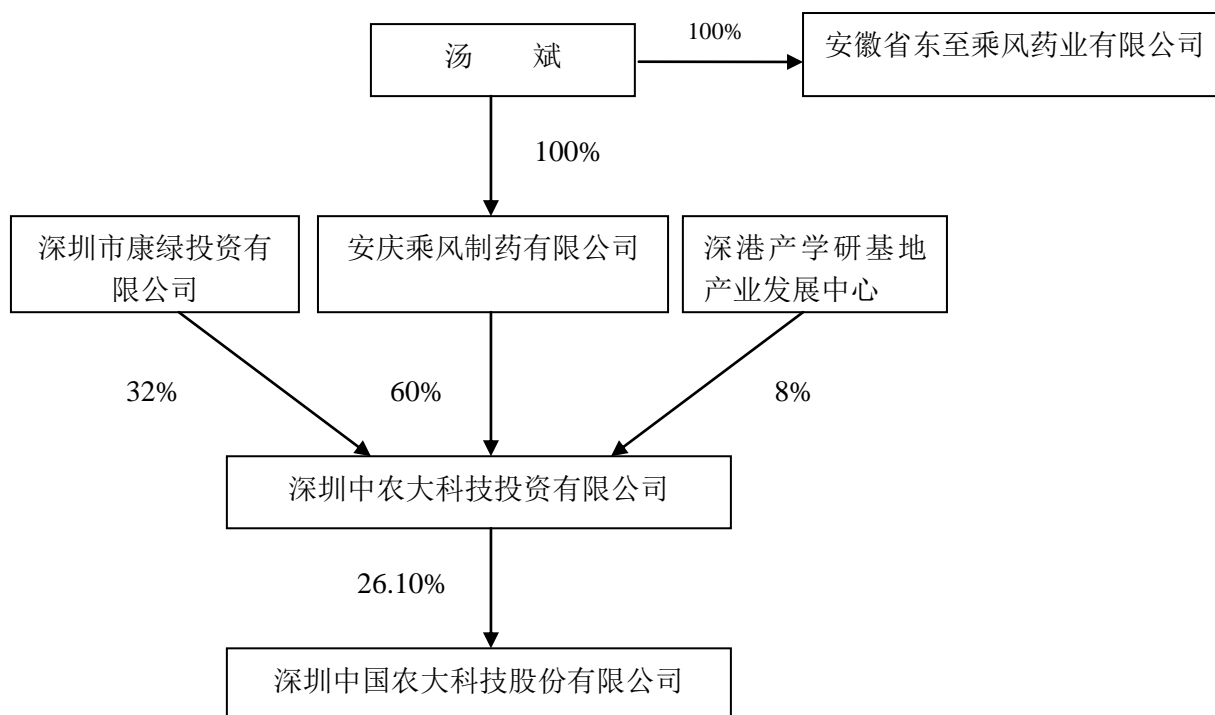 汤 斌
100%
安徽省东至乘风药业有限公司
100%
深圳市康绿投资有
限公司
安庆乘风制药有限公司
深港产学研基地
产业发展中心
32%
60%
8%
深圳中农大科技投资有限公司
26.10%
深圳中国农大科技股份有限公司